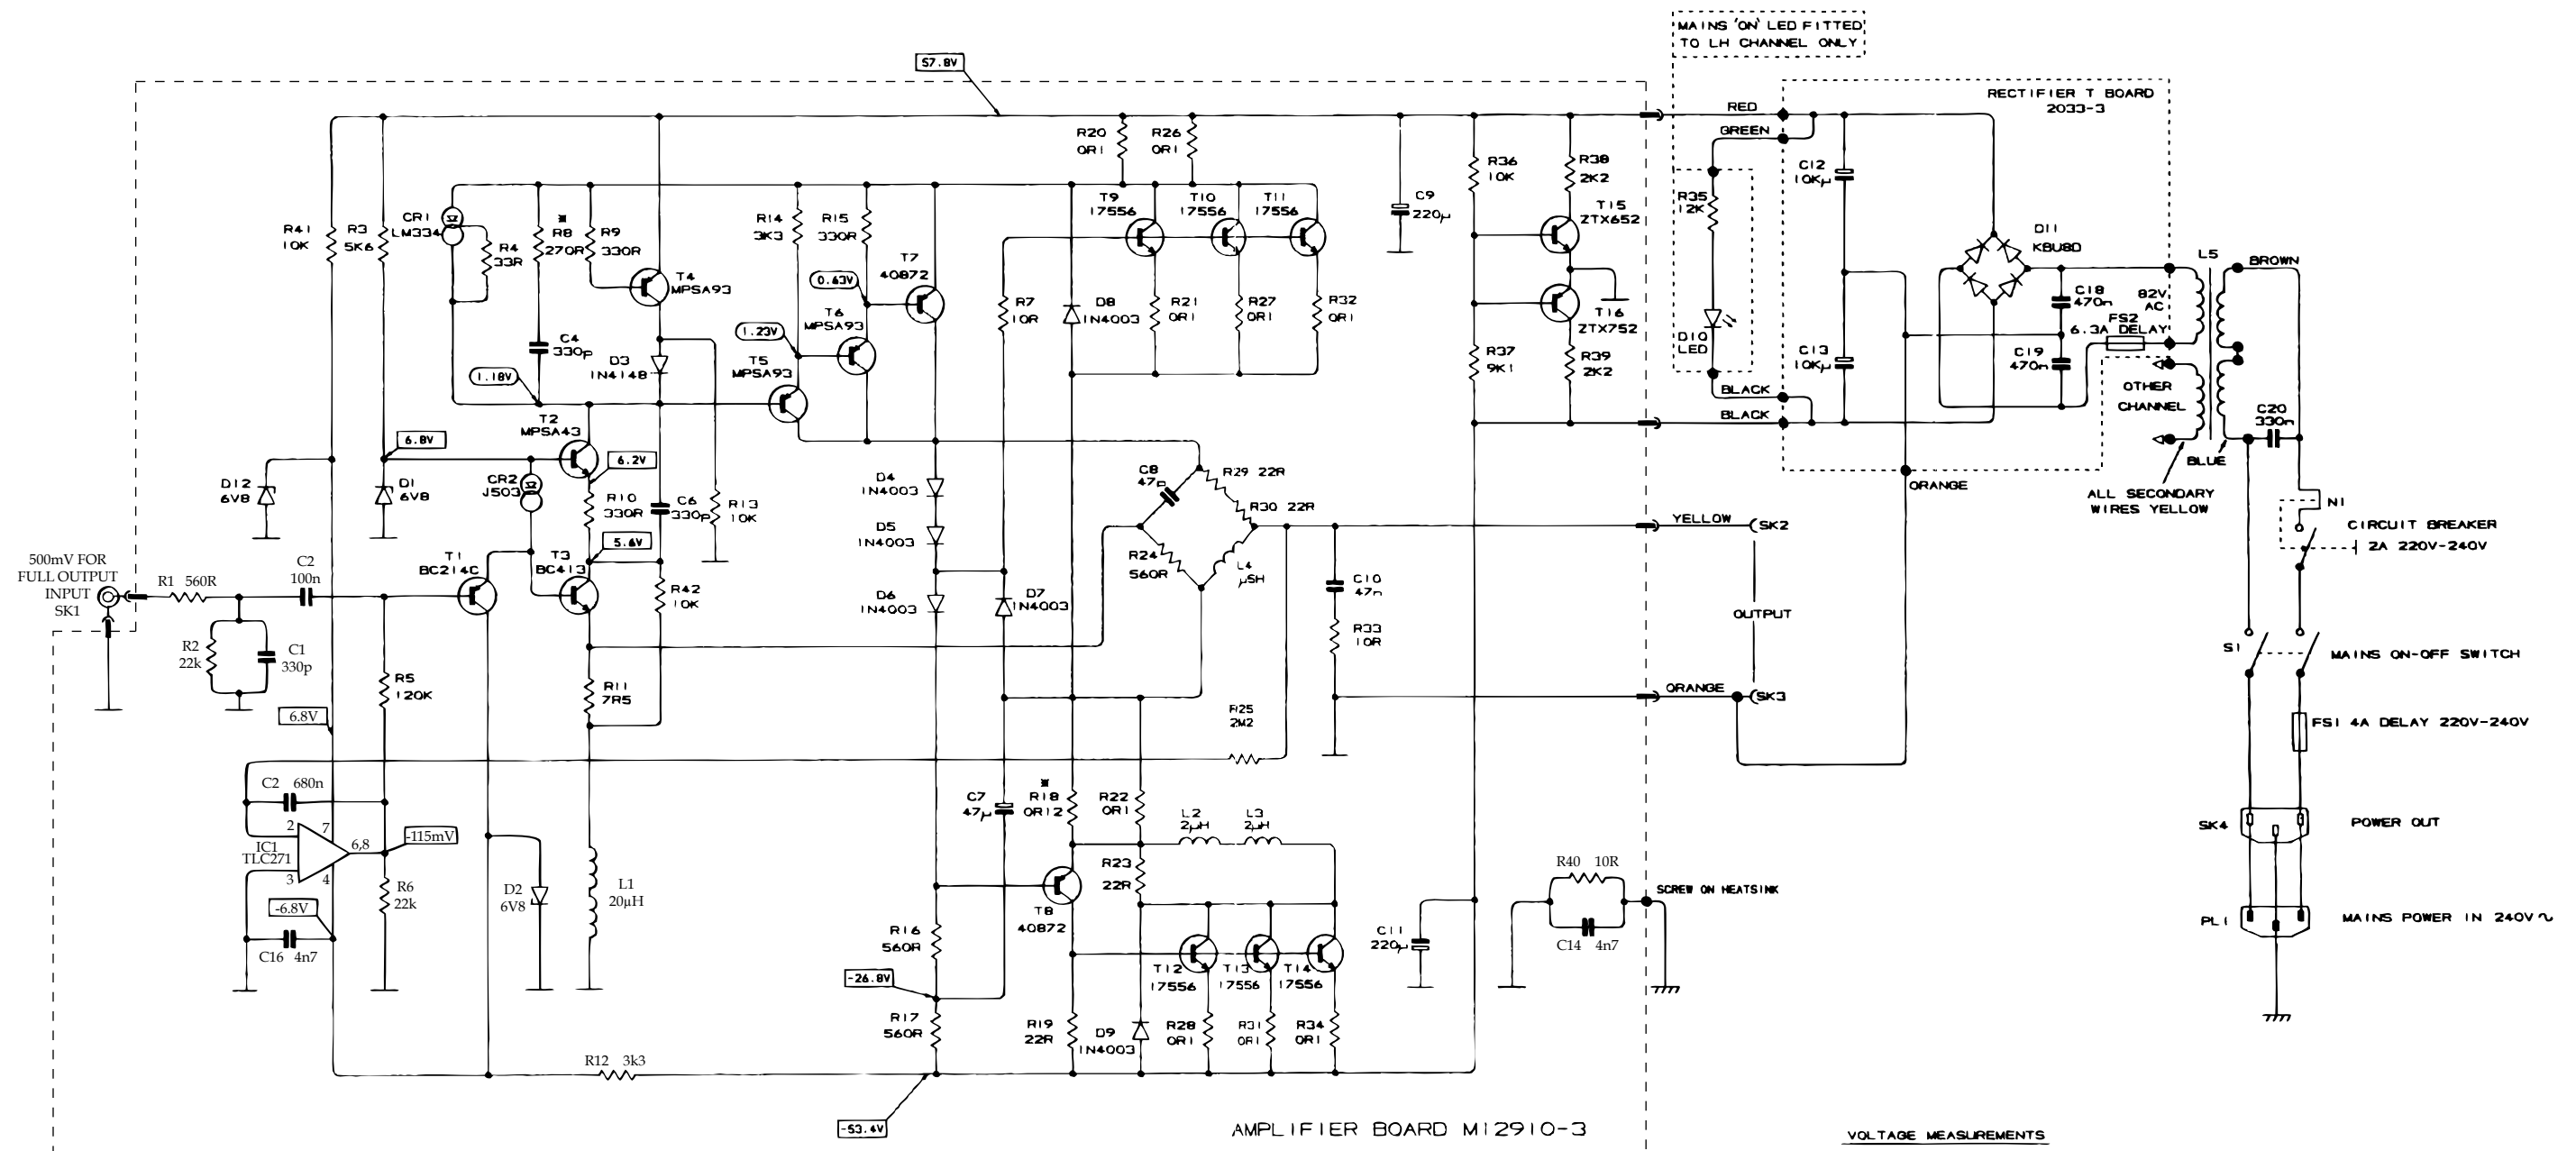 MAINS 'ON' LED FITTED
TO LH CHANNEL ONLY
57.8V
RECTIFIER T BOARD
2033-3
RED
GREEN
R20
0R1
R26
0R1
R36
10K
R38
2K2
C12
10Kµ
R41
10K
R3
5K6
CR1
LM334
R4
33R
※
R8
270R
R9
330R
T4
MPSA93
R14
3K3
R15
330R
T7
40872
T9
17556
T10
17556
T11
17556
C9
220µ
T15
ZTX652
R35
12K
D11
KBU8D
L5
BROWN
0.63V
T6
MPSA93
R7
10R
D8
1N4003
R21
0R1
R27
0R1
R32
0R1
T16
ZTX752
C18
470n
82V
AC
FS2
6.3A DELAY
1.23V
C4
330p
D3
1N4148
T5
MPSA93
1.18V
R37
9K1
R39
2K2
D10
LED
C13
10Kµ
C19
470n
OTHER
CHANNEL
BLACK
BLACK
C20
330n
BLUE
T2
MPSA43
6.8V
6.2V
D12
6V8
D1
6V8
CR2
J503
R10
330R
C6
330p
R13
10K
D4
1N4003
D5
1N4003
C8
47p
R29 22R
R30 22R
ORANGE
ALL SECONDARY
WIRES YELLOW
N1
CIRCUIT BREAKER
2A 220V-240V
YELLOW
SK2
5.6V
500mV FOR
FULL OUTPUT
INPUT
SK1
R1 560R
C2
100n
T1
BC214C
T3
BC413
R42
10K
D6
1N4003
D7
1N4003
R24
560R
L4
µ5H
C10
47n
R33
10R
OUTPUT
R2
22k
C1
330p
R5
120K
R11
7R5
S1
MAINS ON-OFF SWITCH
ORANGE
SK3
6.8V
R25
2M2
FS1 4A DELAY 220V-240V
C2 680n
C7
47µ
※
R18
0R12
R22
0R1
L2
2µH
L3
2µH
SK4
POWER OUT
2
7
IC1
TLC271
6,8
3
4
-115mV
R6
22k
D2
6V8
L1
20µH
R23
22R
R40 10R
C14 4n7
SCREW ON HEATSINK
-6.8V
C16 4n7
T8
40872
R16
560R
C11
220µ
PL1
MAINS POWER IN 240V ~
T12
17556
T13
17556
T14
17556
-26.8V
R17
560R
R19
22R
D9
1N4003
R28
0R1
R31
0R1
R34
0R1
R12 3k3
-53.4V
AMPLIFIER BOARD M12910-3
VOLTAGE MEASUREMENTS